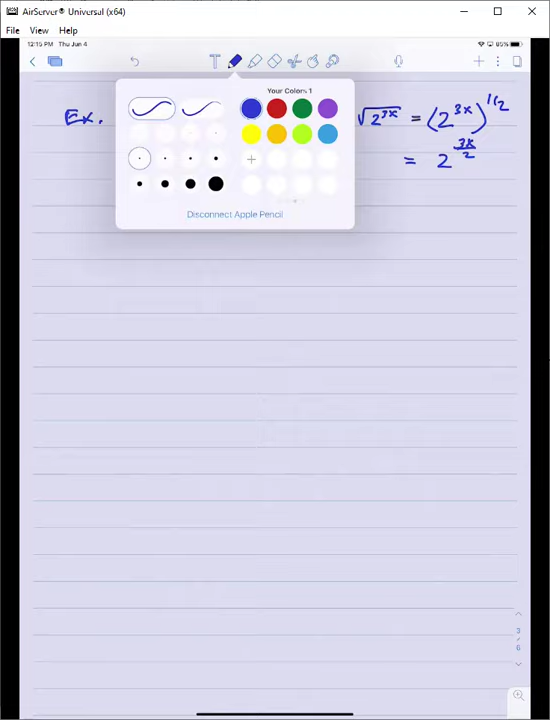 AirServer® Universal (x64)
File View Help
12:15 PM Thu Jun 4
85%
Your Colors 1
Disconnect Apple Pencil
Ex. √2^{3x} = (2^{3x})^{1/2}
= 2^{3x/2}
3
/
6